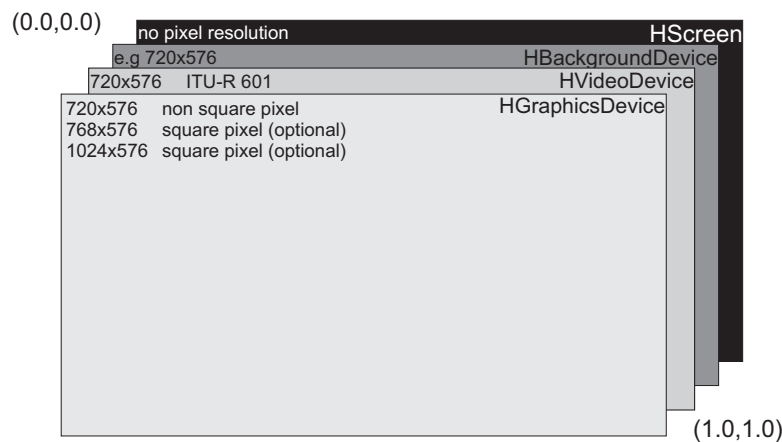 (0.0,0.0)
no pixel resolution HScreen
e.g 720x576 HBackgroundDevice
720x576 ITU-R 601 HVideoDevice
720x576 non square pixel HGraphicsDevice
768x576 square pixel (optional)
1024x576 square pixel (optional)
(1.0,1.0)